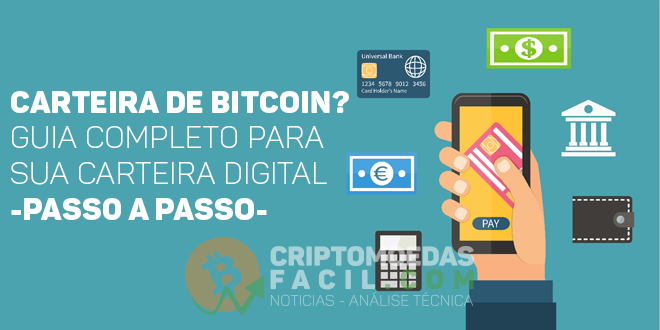 CARTEIRA DE BITCOIN?
GUIA COMPLETO PARA
SUA CARTEIRA DIGITAL
-PASSO A PASSO-
Universal Bank
1234 5678 9012 3456
Card Holder's Name
$
€
PAY
CRIPTOMOEDAS
FACIL.COM
NOTICIAS - ANÁLISE TÉCNICA